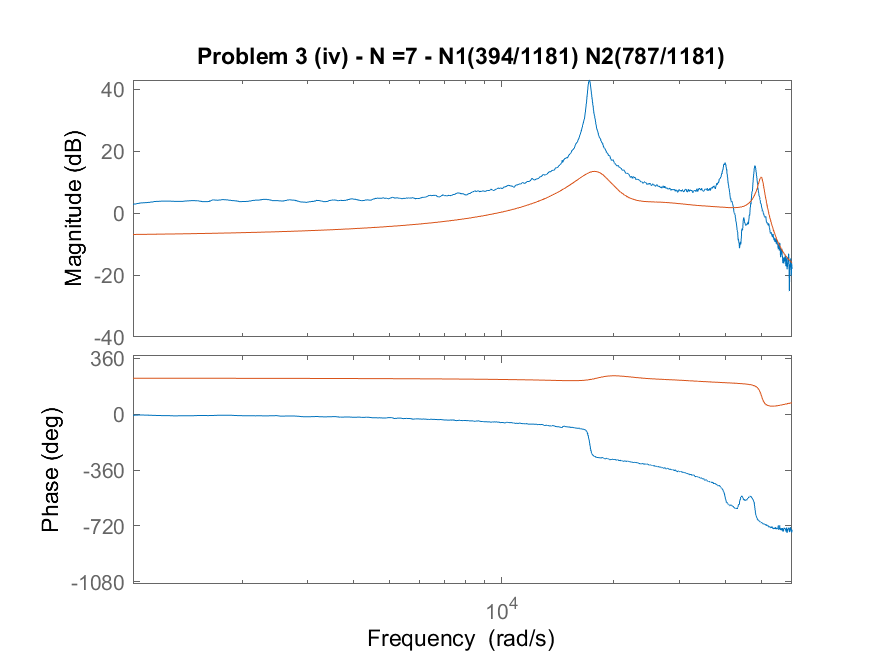 Problem 3 (iv) - N =7 - N1(394/1181) N2(787/1181)
Magnitude (dB)
40
20
0
-20
-40
Phase (deg)
360
0
-360
-720
-1080
10^4
Frequency (rad/s)